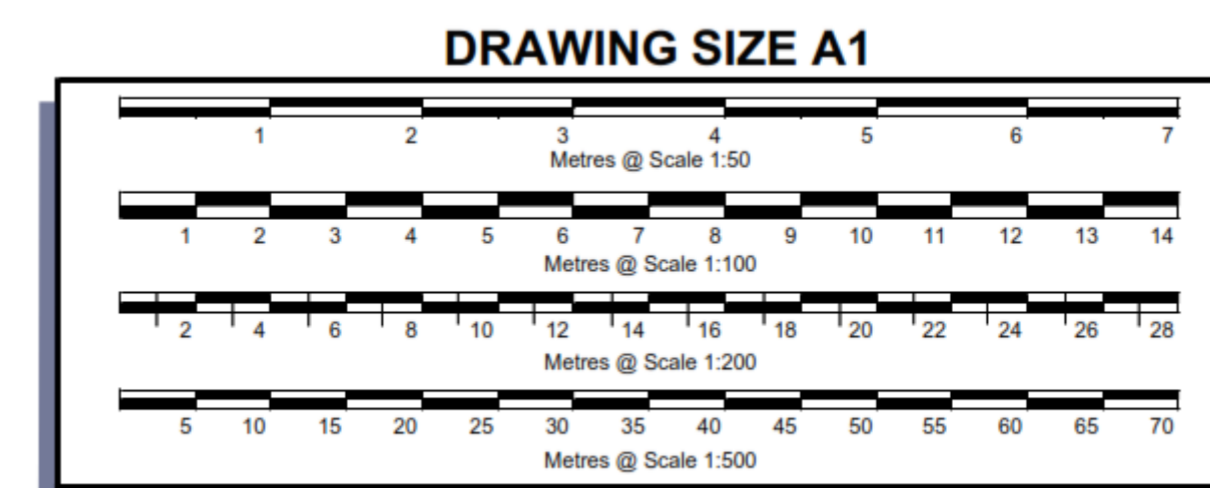 DRAWING SIZE A1
1 2 3 4 5 6 7
Metres @ Scale 1:50
1 2 3 4 5 6 7 8 9 10 11 12 13 14
Metres @ Scale 1:100
2 4 6 8 10 12 14 16 18 20 22 24 26 28
Metres @ Scale 1:200
5 10 15 20 25 30 35 40 45 50 55 60 65 70
Metres @ Scale 1:500